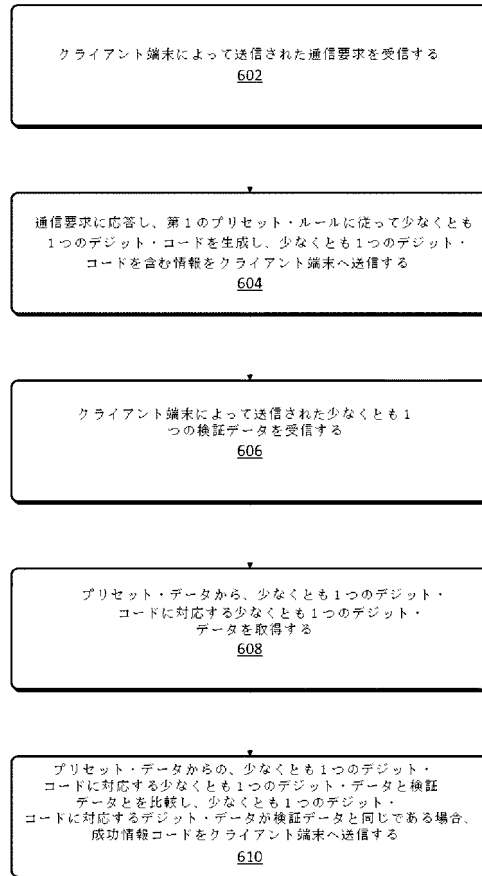 クライアント端末によって送信された通信要求を受信する
602
通信要求に応答し、第1のプリセット・ルールに従って少なくとも
1つのデジット・コードを生成し、少なくとも1つのデジット・
コードを含む情報をクライアント端末へ送信する
604
クライアント端末によって送信された少なくとも1
つの検証データを受信する
606
プリセット・データから、少なくとも1つのデジット・
コードに対応する少なくとも1つのデジット・
データを取得する
608
プリセット・データからの、少なくとも1つのデジット・
コードに対応する少なくとも1つのデジット・データと検証
データとを比較し、少なくとも1つのデジット・
コードに対応するデジット・データが検証データと同じである場合、
成功情報コードをクライアント端末へ送信する
610